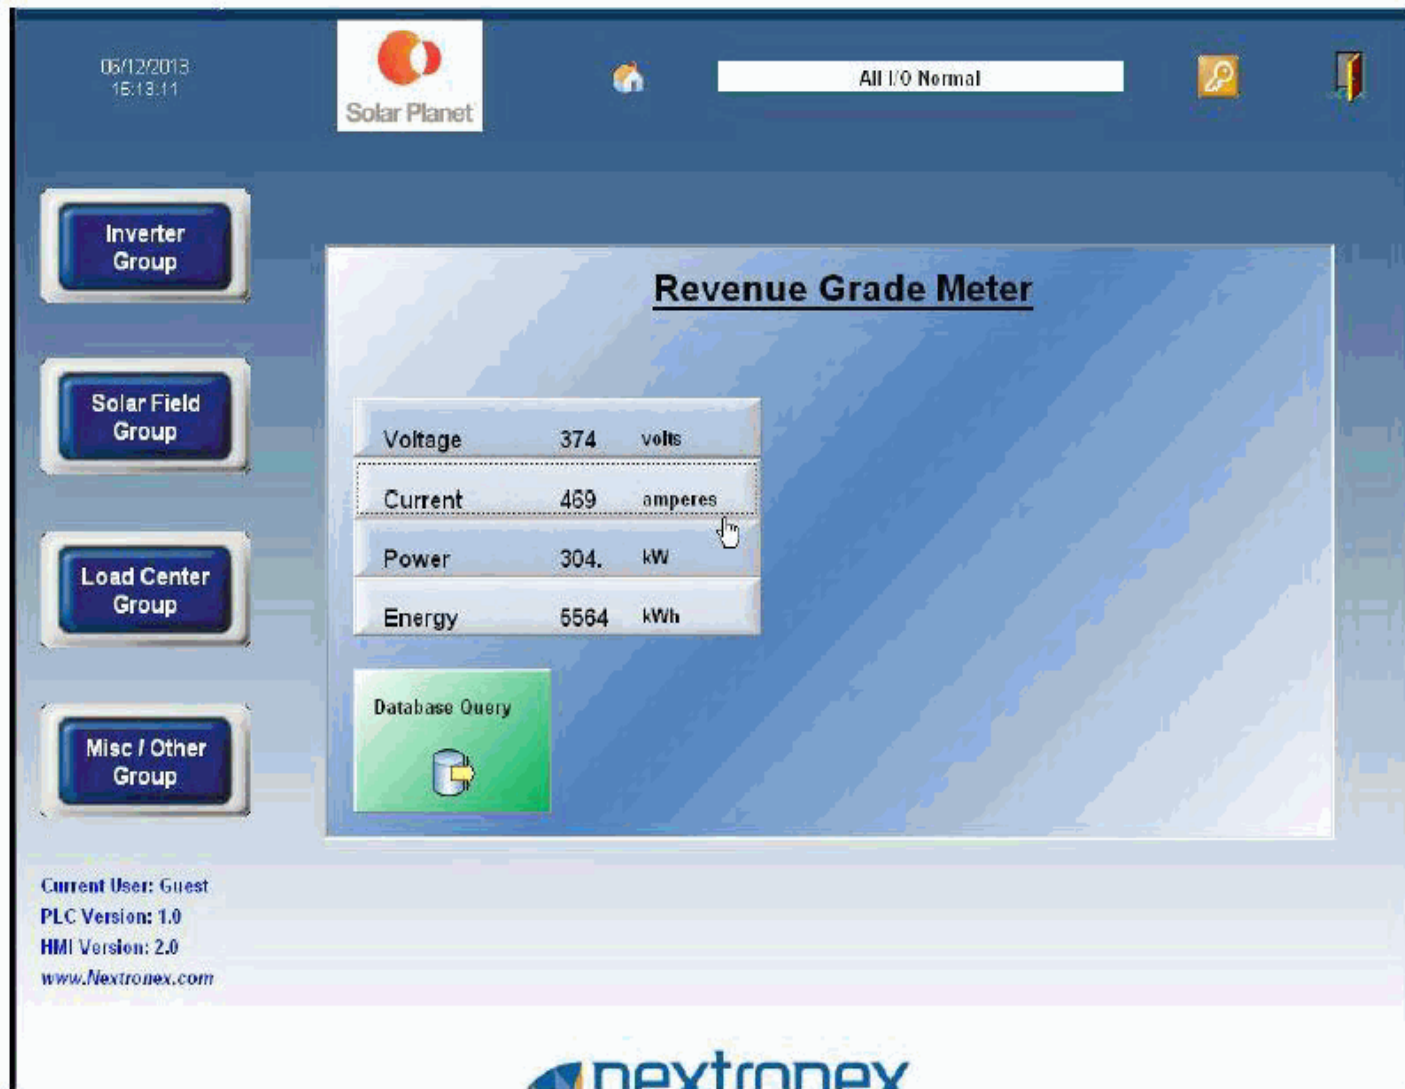 06/12/2013
15:13:11
Solar Planet
All I/O Normal
Inverter
Group
Solar Field
Group
Load Center
Group
Misc / Other
Group
Revenue Grade Meter
Voltage 374 volts
Current 469 amperes
Power 304. kW
Energy 5564 kWh
Database Query
Current User: Guest
PLC Version: 1.0
HMI Version: 2.0
www.Nextronex.com
nextronex